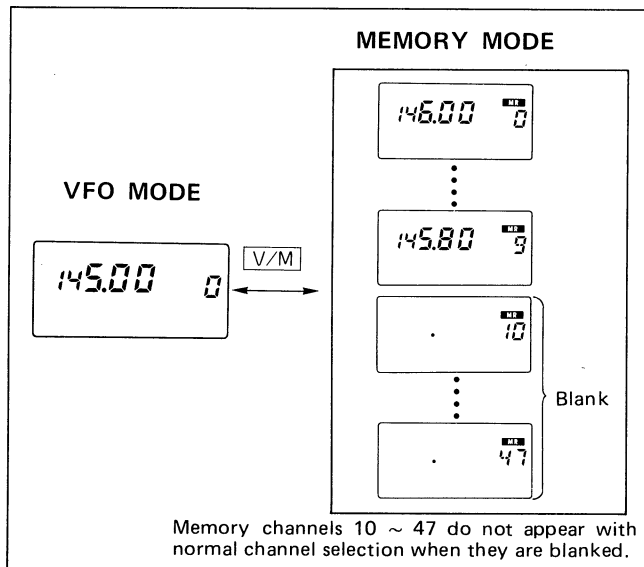 MEMORY MODE
146.00 MR 0
VFO MODE
145.80 MR 9
145.00 0
V/M
. MR 10
Blank
. MR 47
Memory channels 10 ~ 47 do not appear with
normal channel selection when they are blanked.